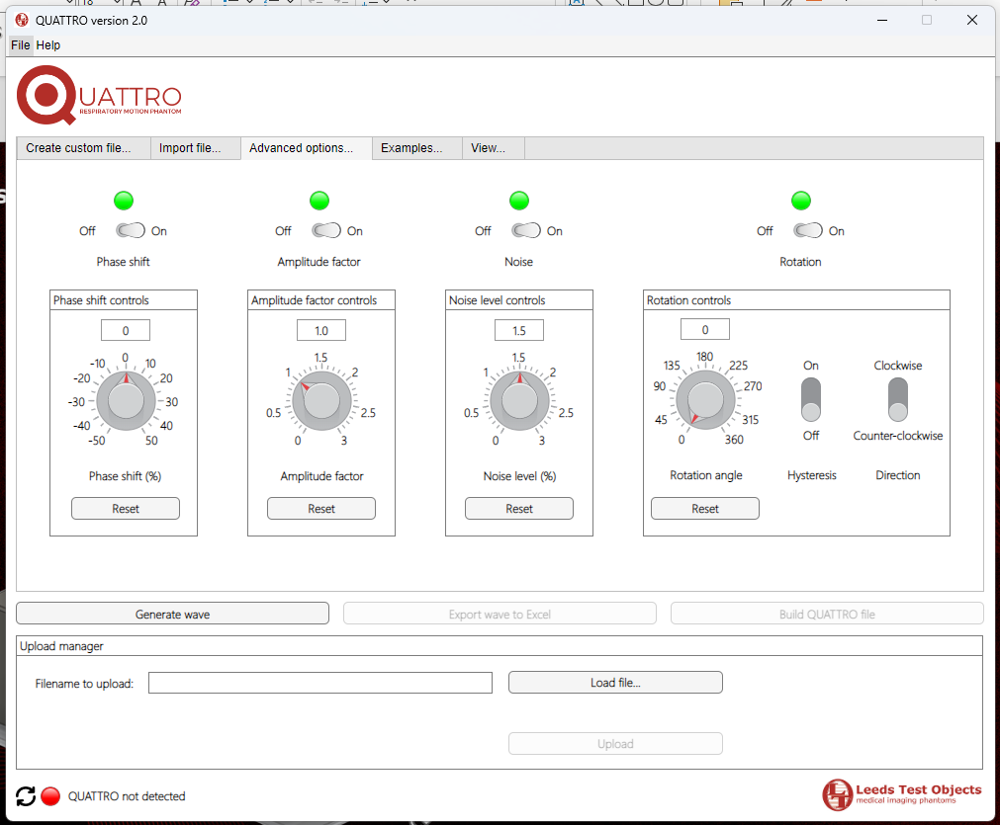 QUATTRO version 2.0
File Help
QUATTRO
RESPIRATORY MOTION PHANTOM
Create custom file... Import file... Advanced options... Examples... View...
Off On Off On Off On Off On
Phase shift Amplitude factor Noise Rotation
Phase shift controls Amplitude factor controls Noise level controls Rotation controls
0 1.0 1.5 0
-50 -40 -30 -20 -10 0 10 20 30 40 50
0 0.5 1 1.5 2 2.5 3
0 0.5 1 1.5 2 2.5 3
0 45 90 135 180 225 270 315 360
On Clockwise
Off Counter-clockwise
Phase shift (%) Amplitude factor Noise level (%) Rotation angle Hysteresis Direction
Reset Reset Reset Reset
Generate wave Export wave to Excel Build QUATTRO file
Upload manager
Filename to upload: Load file...
Upload
QUATTRO not detected
Leeds Test Objects
medical imaging phantoms